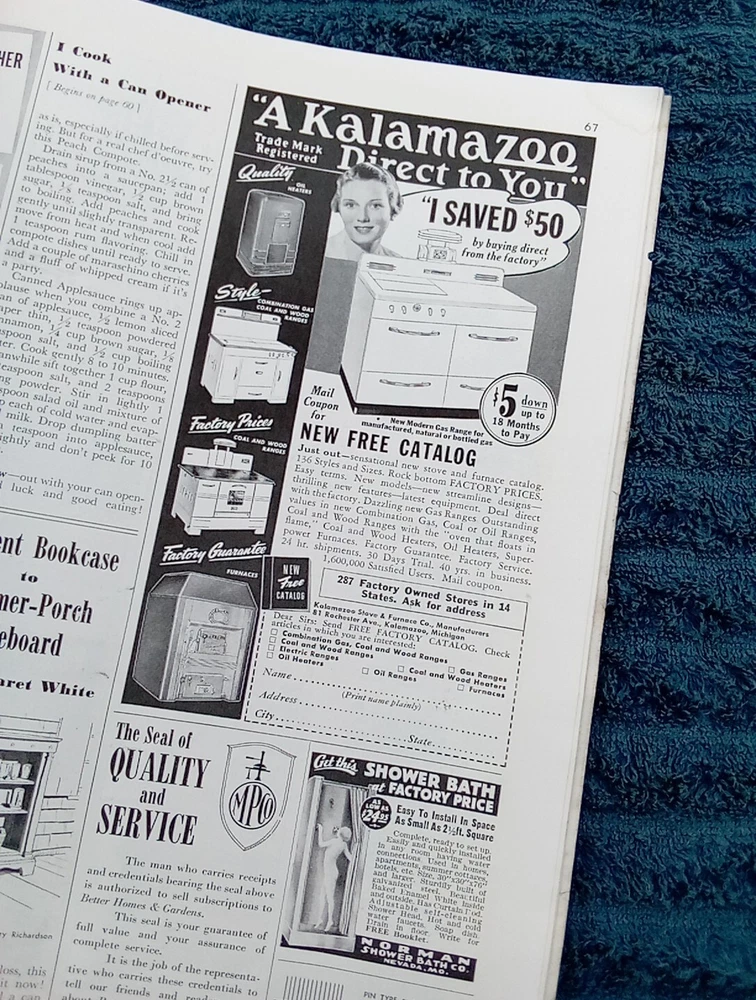 HER
I Cook
With a Can Opener
[ Begins on page 60 ]
as is, especially if chilled before serv-
ing. But for a real chef d'oeuvre, try
this Peach Compote.
Drain sirup from a No. 2½ can of
peaches into a saucepan; add 1
tablespoon vinegar, ½ cup brown
sugar, ⅛ teaspoon salt, and bring
to boiling. Add peaches and cook
gently until slightly transparent. Re-
move from heat and when cool add
1 teaspoon rum flavoring. Chill in
compote dishes until ready to serve.
Add a couple of maraschino cherries
and a fluff of whipped cream if it's
a party.
Canned Applesauce rings up ap-
plause when you combine a No. 2
can of applesauce, ½ lemon sliced
paper thin, ½ teaspoon powdered
cinnamon, ½ cup brown sugar, ⅛
spoon salt, and ½ cup boiling
ter. Cook gently 8 to 10 minutes.
anwhile sift together 1 cup flour,
teaspoon salt, and 2 teaspoons
ing powder. Stir in lightly 1
spoon salad oil and mixture of
p each of cold water and evap-
milk. Drop dumpling batter
teaspoon into applesauce,
ightly and don't peek for 10
w—out with your can open-
d luck and good eating!
ent Bookcase
to
mer-Porch
eboard
aret White
ry Richardson
loss, this
it now!
a can
67
"A Kalamazoo
Trade Mark
Registered
Direct to You"
Quality
OIL
HEATERS
"I SAVED $50
by buying direct
from the factory"
Style-
COMBINATION GAS
COAL AND WOOD
RANGES
Factory Prices
COAL AND WOOD
RANGES
Factory Guarantee
FURNACES
$5 down
up to
18 Months
to Pay
Mail
Coupon
for
New Modern Gas Range for
manufactured, natural or bottled gas
NEW FREE CATALOG
Just out—sensational new stove and furnace catalog.
136 Styles and Sizes. Rock bottom FACTORY PRICES.
Easy terms. New models—new streamline designs—
thrilling new features—latest equipment. Deal direct
with the factory. Dazzling new Gas Ranges Outstanding
values in new Combination Gas, Coal or Oil Ranges,
Coal and Wood Ranges with the "oven that floats in
flame," Coal and Wood Heaters, Oil Heaters, Super-
power Furnaces. Factory Guarantee. Factory Service.
24 hr. shipments. 30 Days Trial. 40 yrs. in business.
1,600,000 Satisfied Users. Mail coupon.
NEW
Free
CATALOG
287 Factory Owned Stores in 14
States. Ask for address
Kalamazoo Stove & Furnace Co., Manufacturers
81 Rochester Ave., Kalamazoo, Michigan
Dear Sirs: Send FREE FACTORY CATALOG. Check
articles in which you are interested:
☐ Combination Gas, Coal and Wood Ranges ☐ Gas Ranges
☐ Coal and Wood Ranges ☐ Coal and Wood Heaters
☐ Electric Ranges ☐ Oil Ranges ☐ Furnaces
☐ Oil Heaters
Name
(Print name plainly)
Address
City State
The Seal of
QUALITY
and
SERVICE
MPCO
The man who carries receipts
and credentials bearing the seal above
is authorized to sell subscriptions to
Better Homes & Gardens.
This seal is your guarantee of
full value and your assurance of
complete service.
It is the job of the representa-
tive who carries these credentials to
tell our friends and read-
Get this SHOWER BATH
at FACTORY PRICE
AS
LOW AS
$24.95
Easy To Install In Space
As Small As 2½ft. Square
Complete, ready to set up.
Easily and quickly installed
in any room having water
connections. Used in homes,
apartments, summer cottages,
hotels, etc. Size, 30"x30"x76"
and larger. Sturdily built of
galvanized steel. Beautiful
Baked Enamel White Inside
and outside. Has Curtain Rod,
Adjustable self-cleaning
Shower Head. Hot and cold
water faucets. Soap dish.
Drain in floor. Write for
FREE Booklet.
NORMAN
SHOWER BATH CO.
NEVADA, MO.